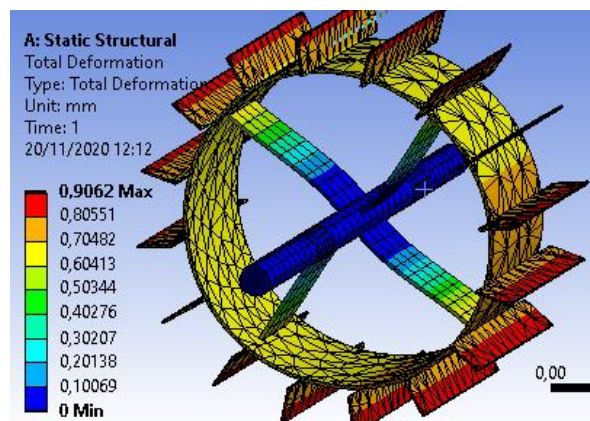 A: Static Structural
Total Deformation
Type: Total Deformation
Unit: mm
Time: 1
20/11/2020 12:12
0,9062 Max
0,80551
0,70482
0,60413
0,50344
0,40276
0,30207
0,20138
0,10069
0 Min
0,00